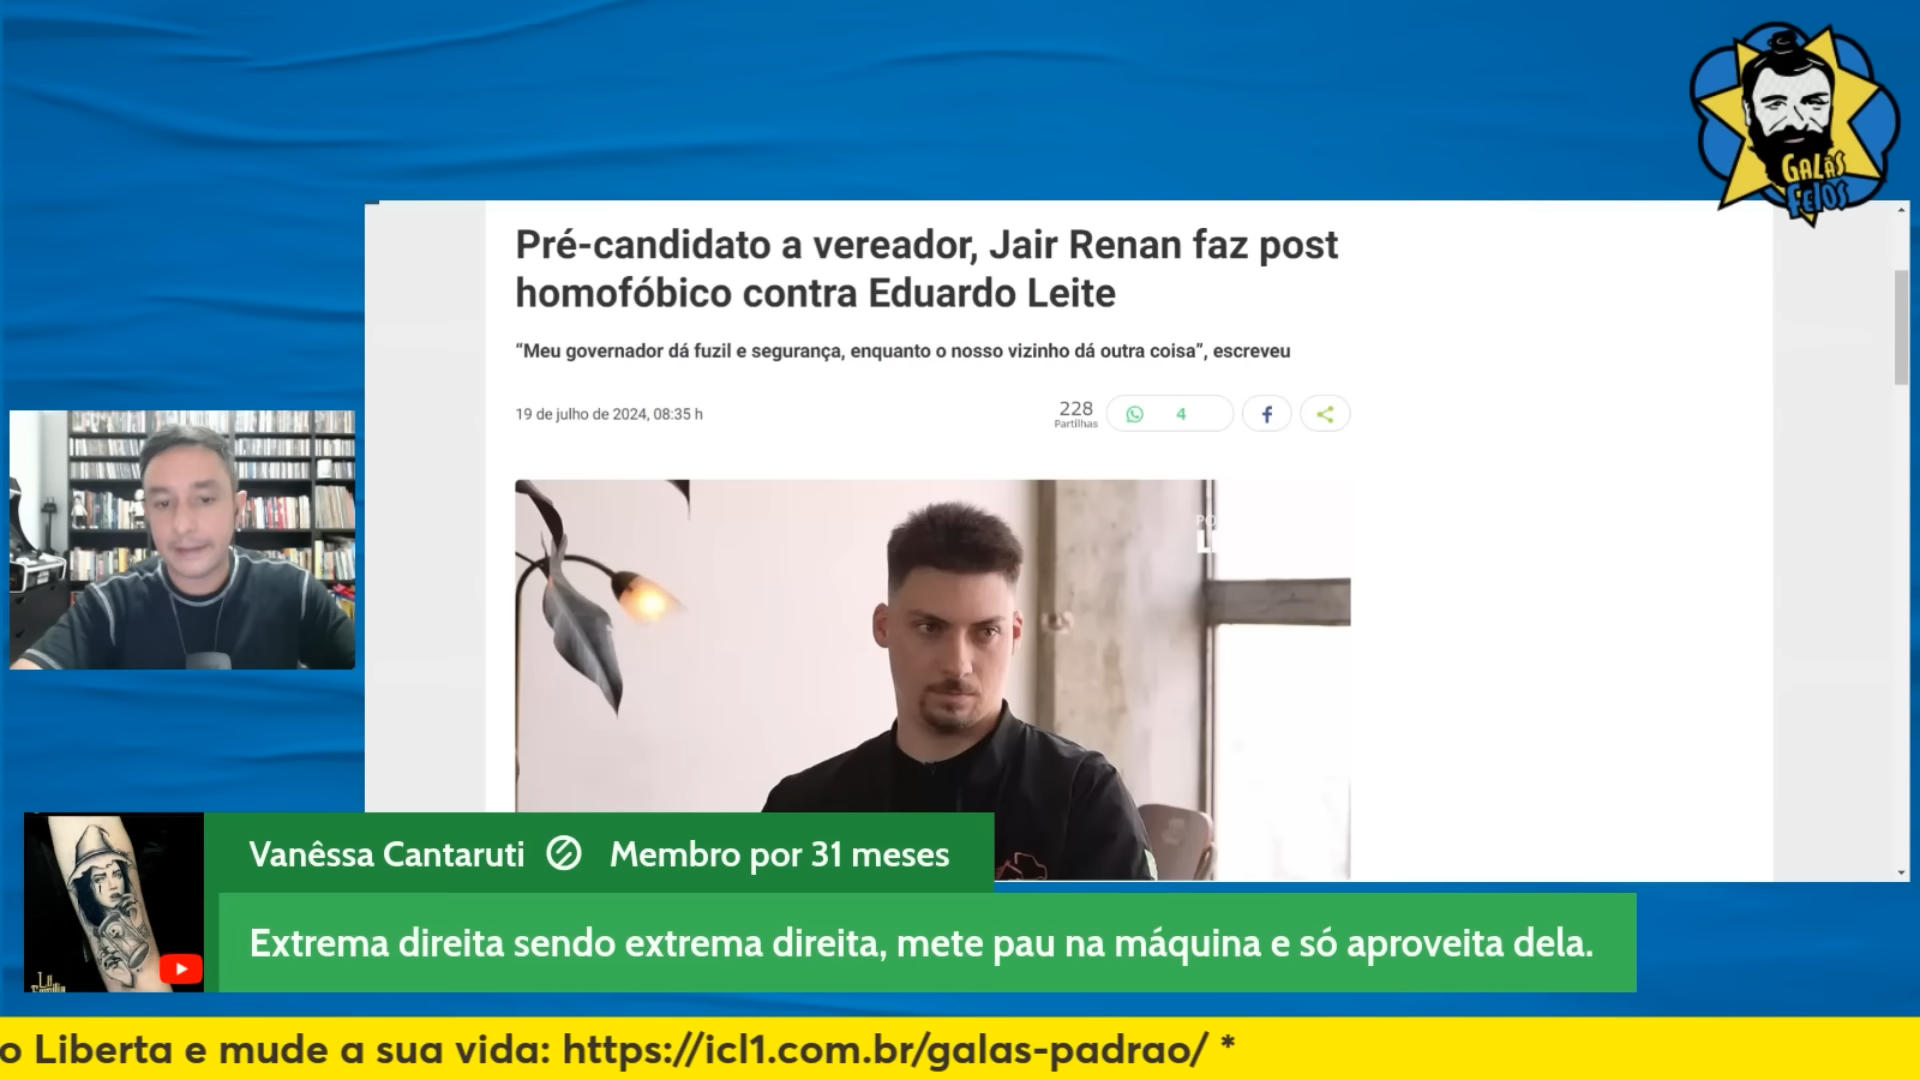 GALÃS
FEIOS
Pré-candidato a vereador, Jair Renan faz post
homofóbico contra Eduardo Leite
“Meu governador dá fuzil e segurança, enquanto o nosso vizinho dá outra coisa”, escreveu
19 de julho de 2024, 08:35 h
228
Partilhas
4
Vanêssa Cantaruti
Membro por 31 meses
Extrema direita sendo extrema direita, mete pau na máquina e só aproveita dela.
o Liberta e mude a sua vida: https://icl1.com.br/galas-padrao/ *